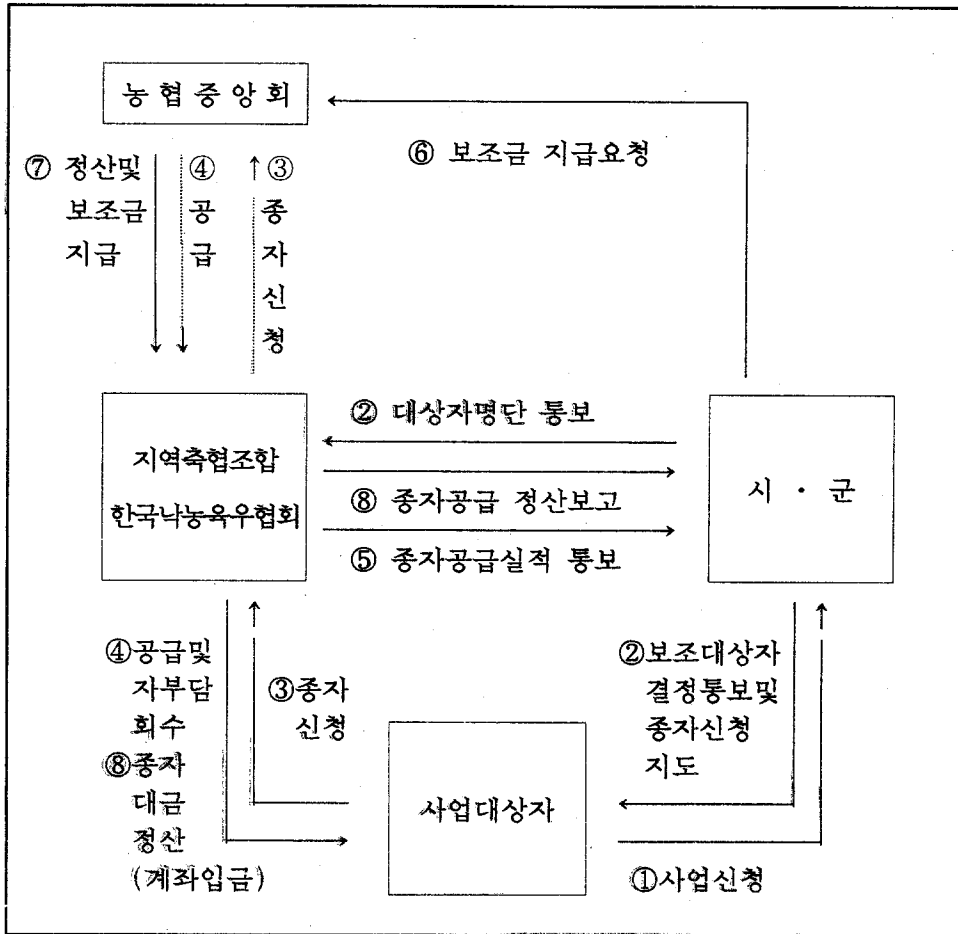 농 협 중 앙 회
⑥ 보조금 지급요청
⑦ 정산및
보조금
지급
④
공
급
↑③
종
자
신
청
② 대상자명단 통보
지역축협조합
한국낙농육우협회
⑧ 종자공급 정산보고
⑤ 종자공급실적 통보
시 · 군
④공급및
자부담
회수
⑧종자
대금
정산
(계좌입금)
③종자
신청
②보조대상자
결정통보및
종자신청
지도
사업대상자
①사업신청